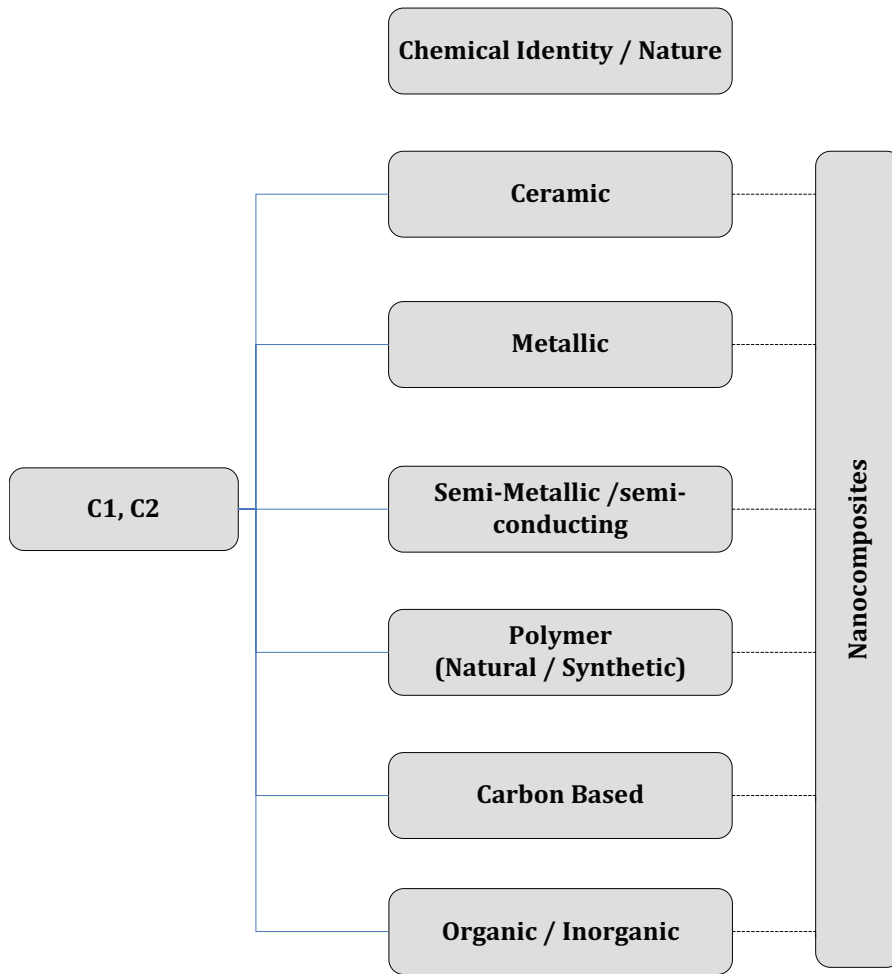 Chemical Identity / Nature
Ceramic
Metallic
Semi-Metallic /semi-
conducting
C1, C2
Polymer
(Natural / Synthetic)
Carbon Based
Organic / Inorganic
Nanocomposites